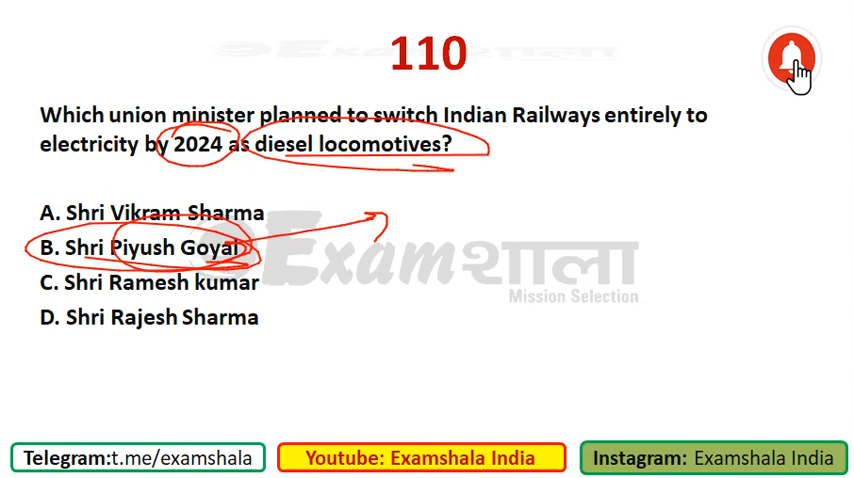 Examशाला
110
Which union minister planned to switch Indian Railways entirely to
electricity by 2024 as diesel locomotives?
A. Shri Vikram Sharma
B. Shri Piyush Goyal
C. Shri Ramesh kumar
D. Shri Rajesh Sharma
Examशाला
Mission Selection
Telegram:t.me/examshala
Youtube: Examshala India
Instagram: Examshala India